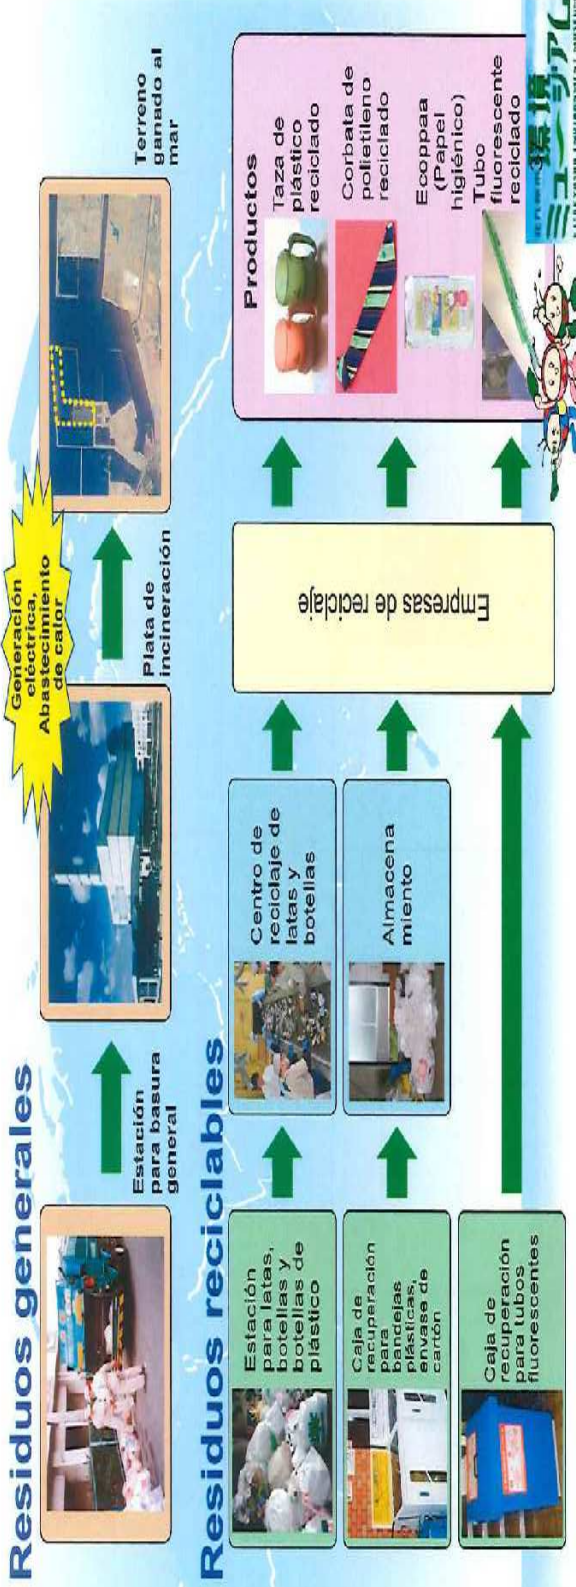 Residuos generales
Estación
para basura
general
Plata de
incineración
Generación
eléctrica,
Abastecimiento
de calor
Terreno
ganado al
mar
Residuos reciclables
Estación
para latas,
botellas y
botellas de
plástico
Centro de
reciclaje de
latas y
botellas
Caja de
recuperación
para
bandejas
plásticas,
envase de
cartón
Almacena
miento
Caja de
recuperación
para tubos
fluorescentes
Empresas de reciclaje
Productos
Taza de
plástico
reciclado
Corbata de
polietileno
reciclado
Ecoppaa
(Papel
higiénico)
Tubo
fluorescente
reciclado
環境
ミュージアム